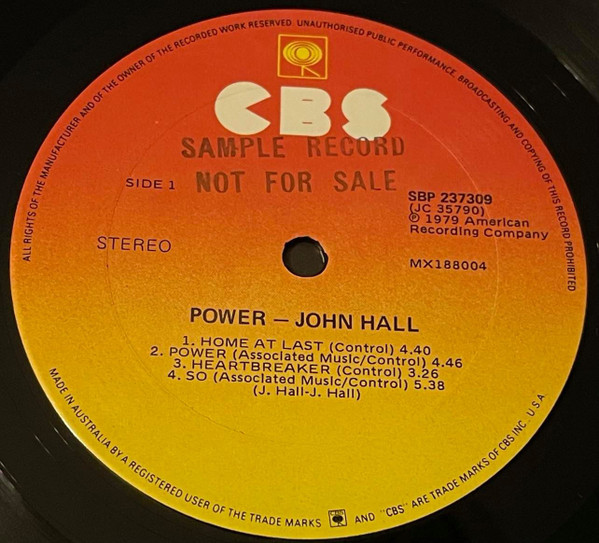 ALL RIGHTS OF THE MANUFACTURER AND OF THE OWNER OF THE RECORDED WORK RESERVED. UNAUTHORISED PUBLIC PERFORMANCE, BROADCASTING AND COPYING OF THIS RECORD PROHIBITED
CBS
SAMPLE RECORD
SIDE 1
NOT FOR SALE
SBP 237309
(JC 35790)
℗ 1979 American
Recording Company
STEREO
MX188004
POWER — JOHN HALL
1. HOME AT LAST (Control) 4.40
2. POWER (Associated Music/Control) 4.46
3. HEARTBREAKER (Control) 3.26
4. SO (Associated Music/Control) 5.38
(J. Hall-J. Hall)
MADE IN AUSTRALIA BY A REGISTERED USER OF THE TRADE MARKS CBS AND "CBS" ARE TRADE MARKS OF CBS INC. U.S.A.